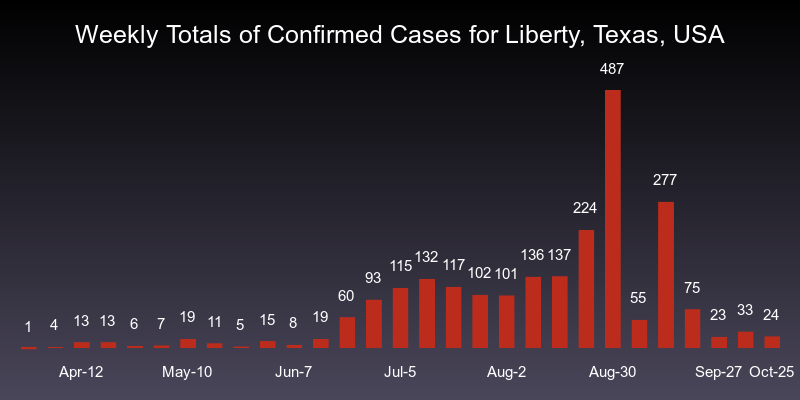 Weekly Totals of Confirmed Cases for Liberty, Texas, USA
1 4 13 13 6 7 19 11 5 15 8 19 60 93 115 132 117 102 101 136 137 224 487 55 277 75 23 33 24
Apr-12 May-10 Jun-7 Jul-5 Aug-2 Aug-30 Sep-27 Oct-25